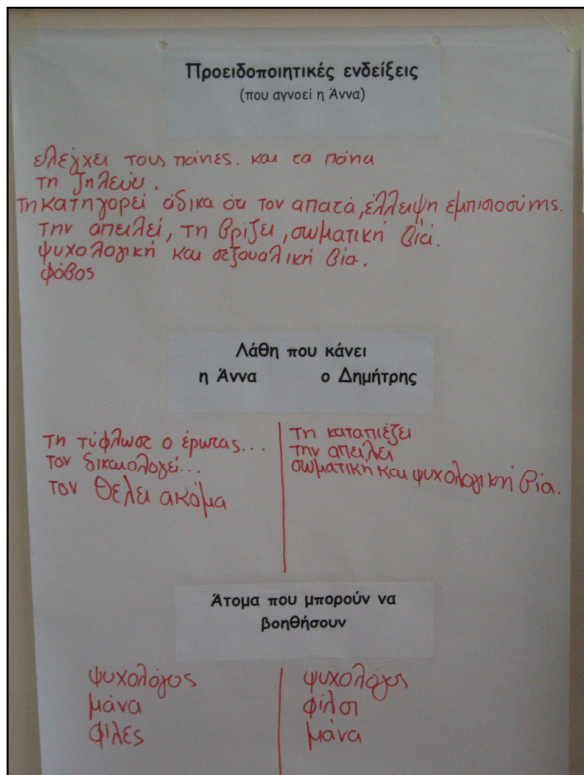 Προειδοποιητικές ενδείξεις
(που αγνοεί η Άννα)
ελέγχει τους πάντες. και τα πάντα
τη ζηλεύει.
τη κατηγορεί άδικα ότι τον απατά, έλλειψη εμπιστοσύνης.
την απειλεί, τη βρίζει, σωματική βία.
ψυχολογική και σεξουαλική βία.
φόβος
Λάθη που κάνει
η Άννα ο Δημήτρης
τη τύφλωσε ο έρωτας...
τον δικαιολογεί...
τον θέλει ακόμα
τη καταπιέζει
την απειλεί
σωματική και ψυχολογική βία.
Άτομα που μπορούν να
βοηθήσουν
ψυχολόγος
μάνα
φίλες
ψυχολόγος
φίλοι
μάνα